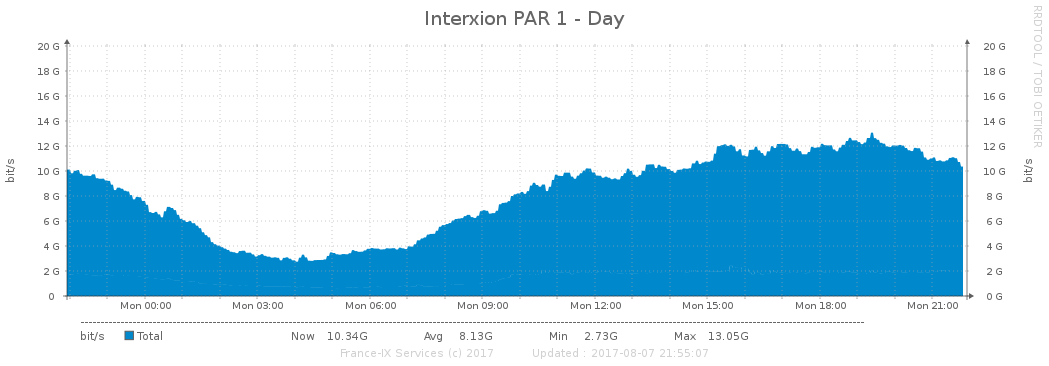 Interxion PAR 1 - Day
RRDTOOL / TOBI OETIKER
bit/s
bit/s
20 G 20 G
18 G 18 G
16 G 16 G
14 G 14 G
12 G 12 G
10 G 10 G
8 G 8 G
6 G 6 G
4 G 4 G
2 G 2 G
0 0 G
Mon 00:00 Mon 03:00 Mon 06:00 Mon 09:00 Mon 12:00 Mon 15:00 Mon 18:00 Mon 21:00
bit/s Total Now 10.34G Avg 8.13G Min 2.73G Max 13.05G
France-IX Services (c) 2017 Updated : 2017-08-07 21:55:07